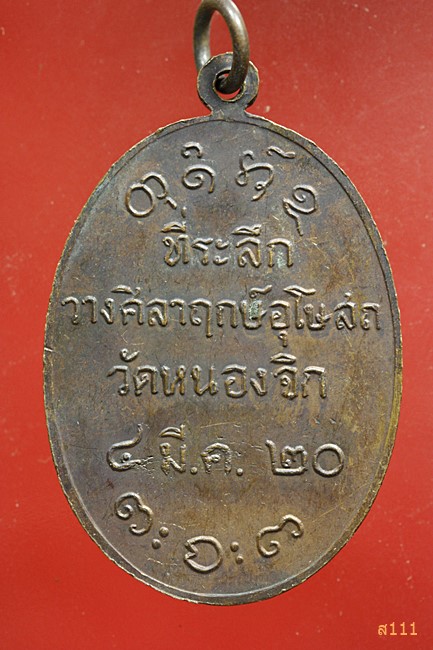 ที่ระลึก
วางศิลาฤกษ์อุโบสถ
วัดหนองจิก
๔ มี.ค. ๒๐
ส111